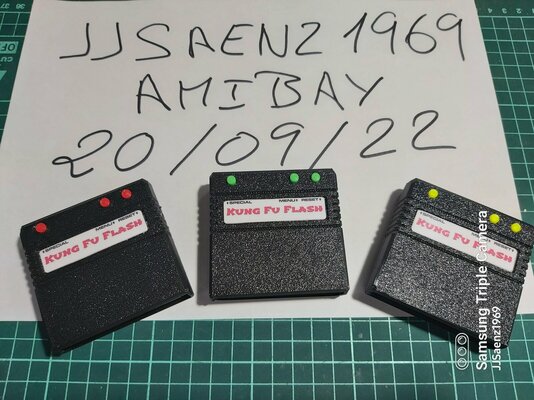 JJSAENZ1969
AMIBAY
20/09/22
↑SPECIAL MENU↑ RESET↑
KUNG FU FLASH
↑SPECIAL MENU↑ RESET↑
KUNG FU FLASH
↑SPECIAL MENU↑ RESET↑
KUNG FU FLASH
Samsung Triple Camera
J.J.Saenz1969